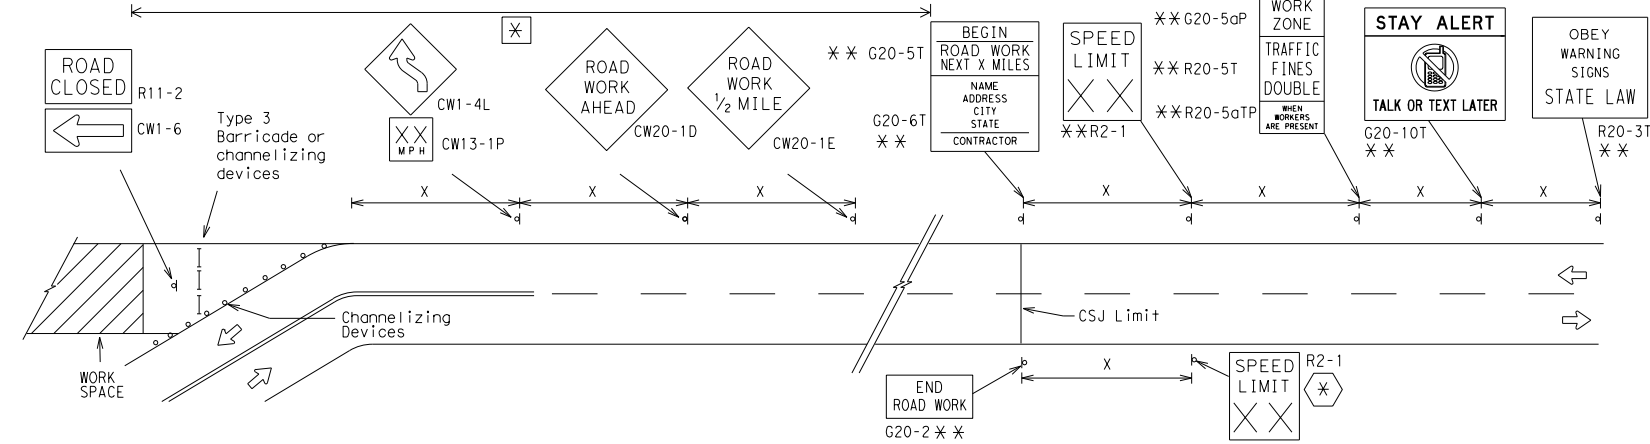 ROAD
CLOSED
R11-2
CW1-6
Type 3
Barricade or
channelizing
devices
CW1-4L
XX
MPH
CW13-1P
*
ROAD
WORK
AHEAD
CW20-1D
ROAD
WORK
1/2 MILE
CW20-1E
** G20-5T
G20-6T
**
BEGIN
ROAD WORK
NEXT X MILES
NAME
ADDRESS
CITY
STATE
CONTRACTOR
SPEED
LIMIT
XX
**R2-1
**G20-5aP
**R20-5T
**R20-5aTP
WORK
ZONE
TRAFFIC
FINES
DOUBLE
WHEN
WORKERS
ARE PRESENT
STAY ALERT
TALK OR TEXT LATER
G20-10T
**
OBEY
WARNING
SIGNS
STATE LAW
R20-3T
**
X
X
X
X
X
X
X
Channelizing
Devices
CSJ Limit
WORK
SPACE
X
END
ROAD WORK
G20-2 **
SPEED
LIMIT
XX
R2-1
*